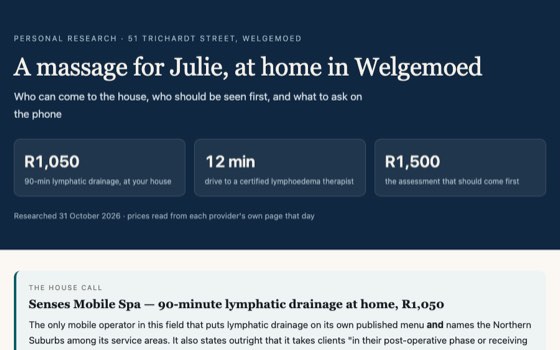 PERSONAL RESEARCH · 51 TRICHARDT STREET, WELGEMOED
A massage for Julie, at home in Welgemoed
Who can come to the house, who should be seen first, and what to ask on
the phone
R1,050
90-min lymphatic drainage, at your house
12 min
drive to a certified lymphoedema therapist
R1,500
the assessment that should come first
Researched 31 October 2026 · prices read from each provider's own page that day
THE HOUSE CALL
Senses Mobile Spa — 90-minute lymphatic drainage at home, R1,050
The only mobile operator in this field that puts lymphatic drainage on its own published menu and names the Northern
Suburbs among its service areas. It also states outright that it takes clients "in their post-operative phase or receiving